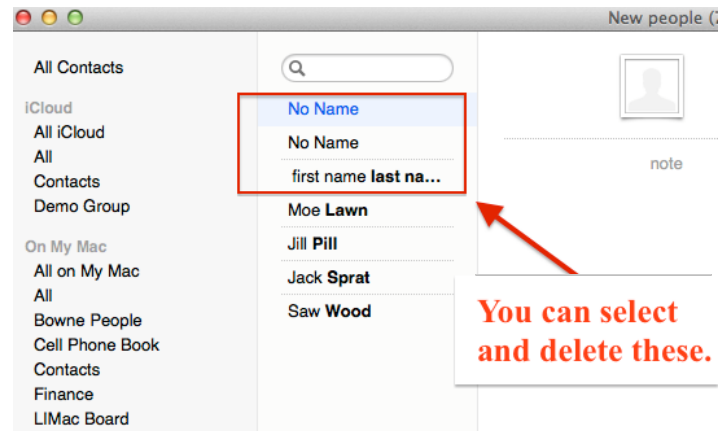 New people (
All Contacts
iCloud
All iCloud
All
Contacts
Demo Group
On My Mac
All on My Mac
All
Bowne People
Cell Phone Book
Contacts
Finance
LIMac Board
No Name
No Name
first name last na...
Moe Lawn
Jill Pill
Jack Sprat
Saw Wood
note
You can select
and delete these.